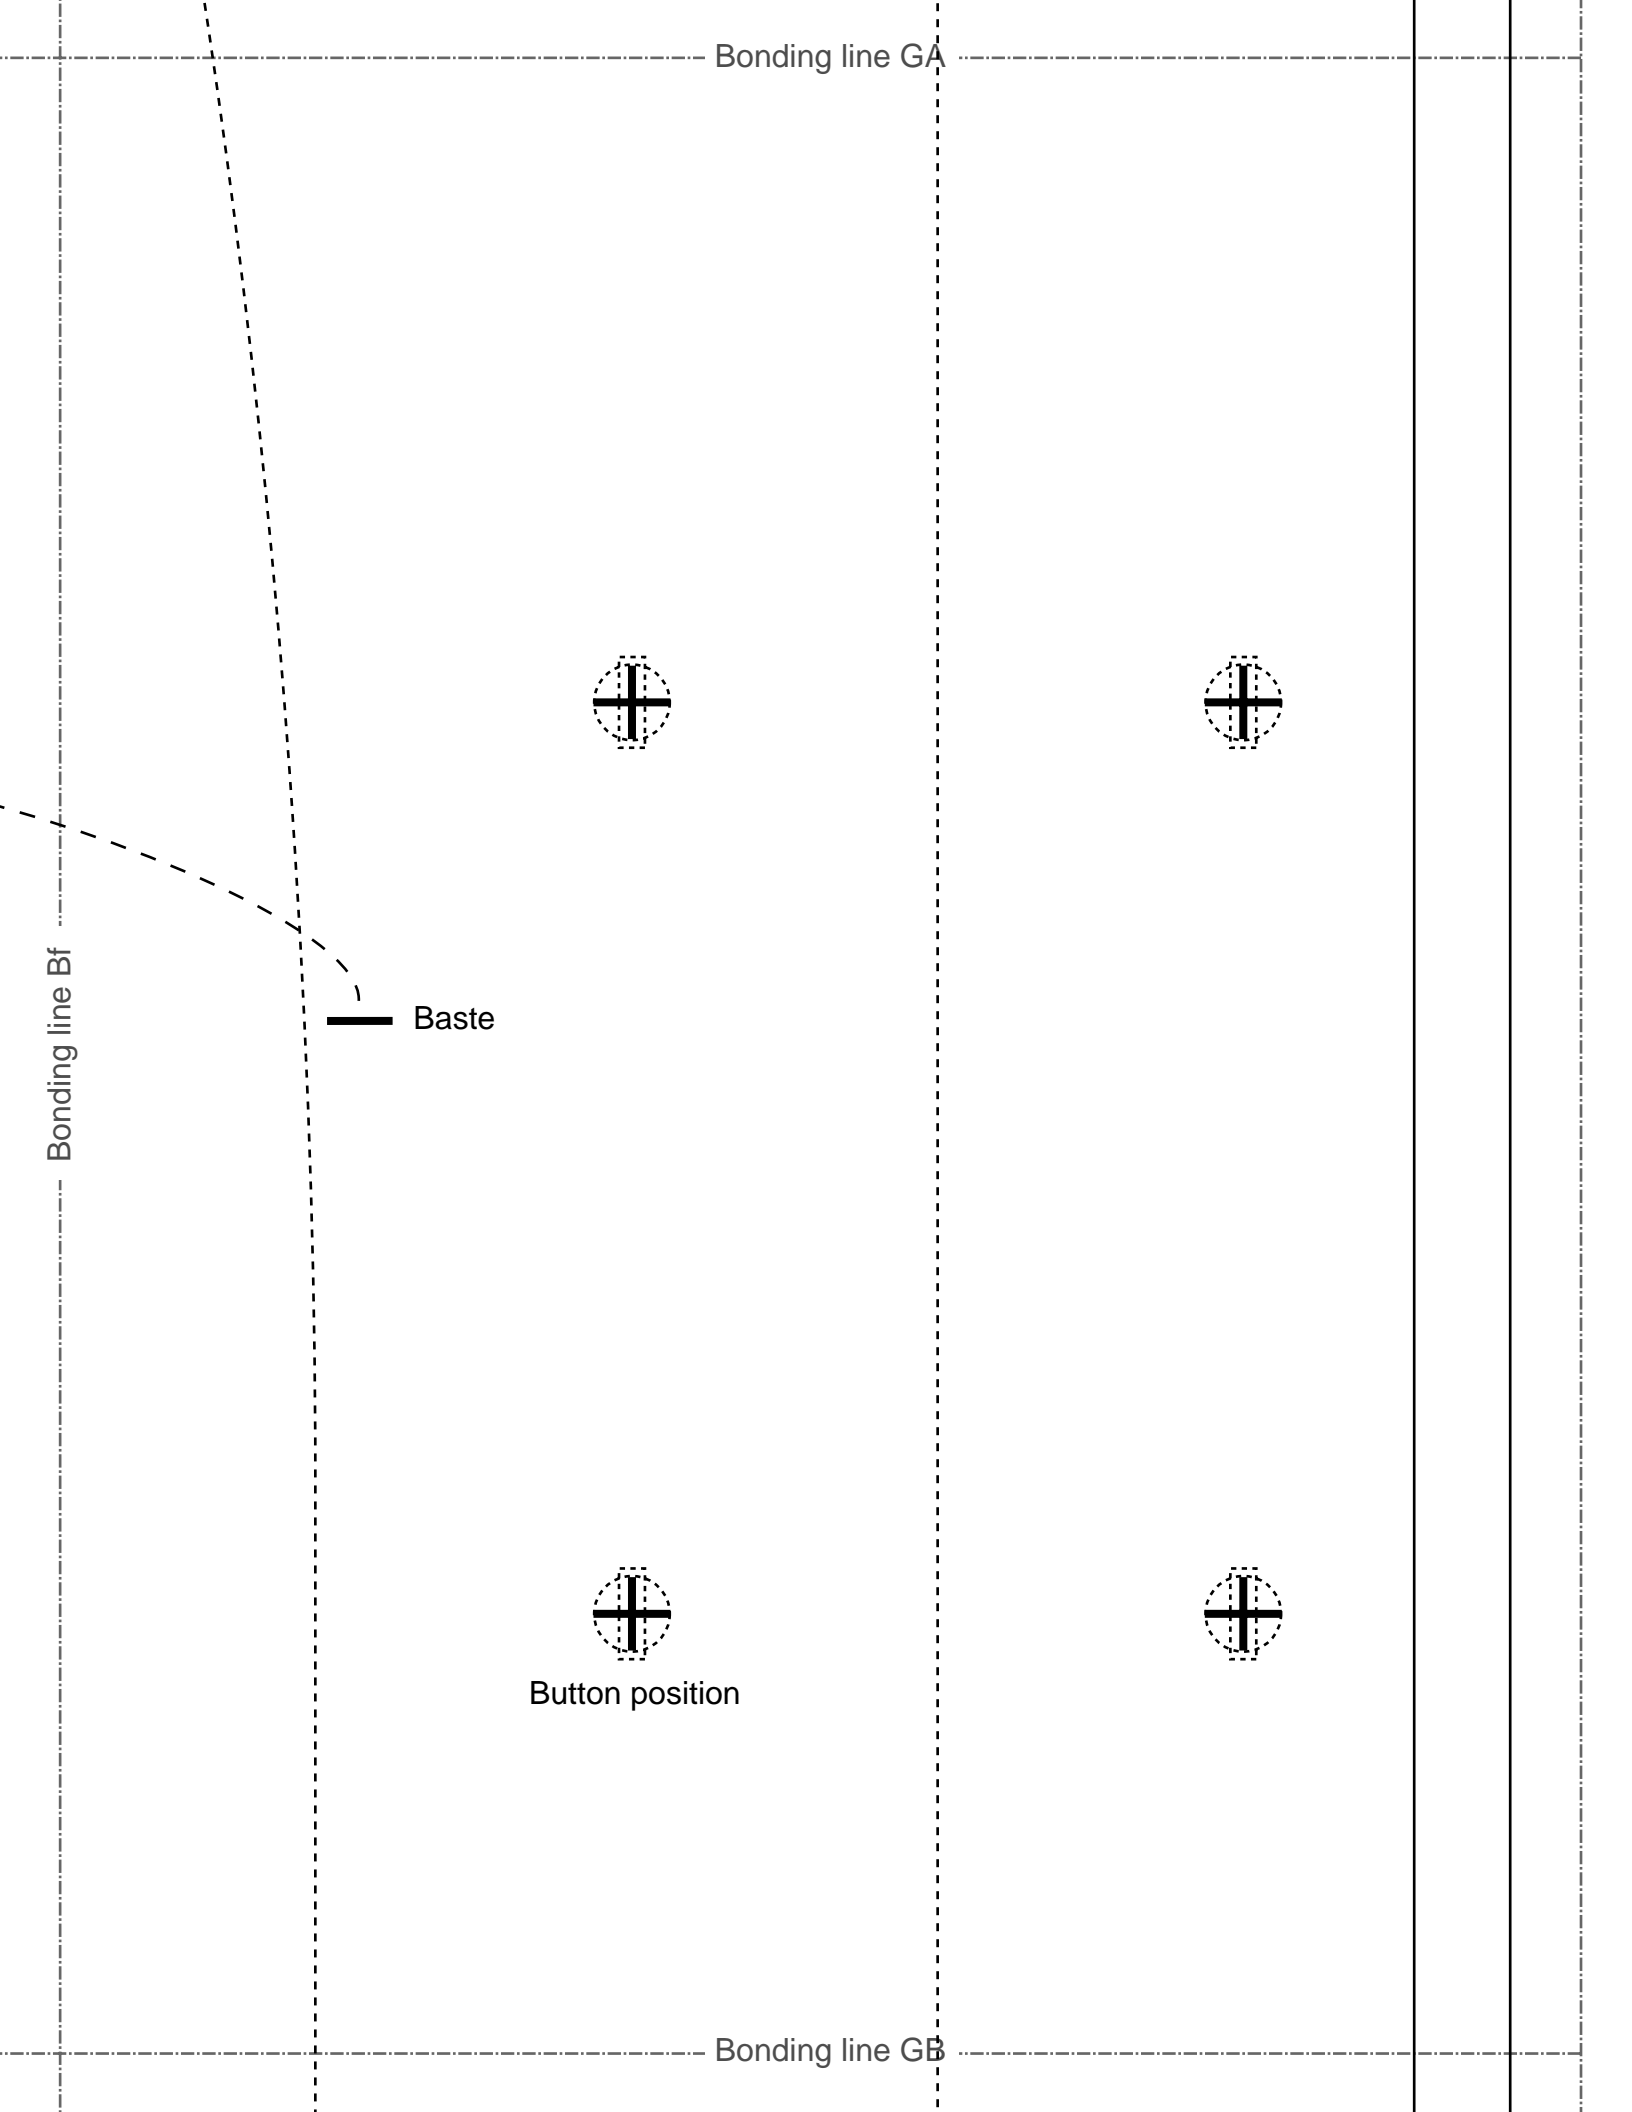 Bonding line GA
Bonding line Bf
Baste
Button position
Bonding line GB